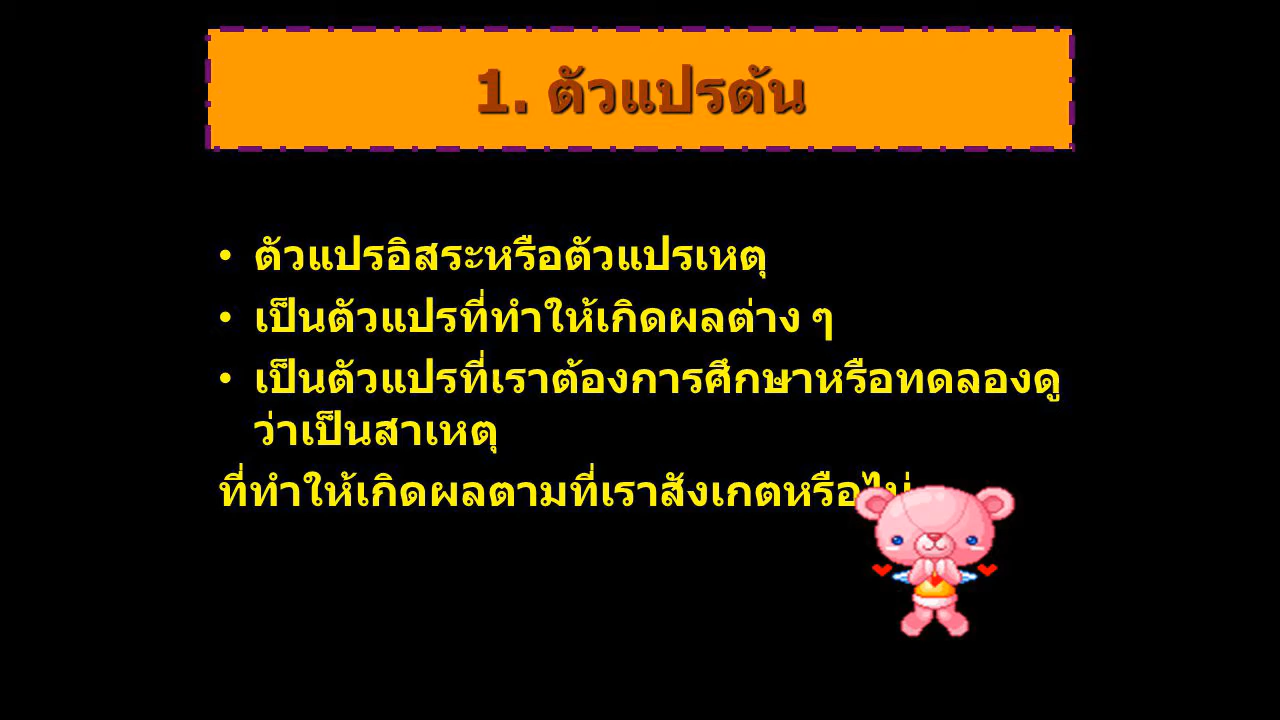 1. ตัวแปรต้น
• ตัวแปรอิสระหรือตัวแปรเหตุ
• เป็นตัวแปรที่ทำให้เกิดผลต่าง ๆ
• เป็นตัวแปรที่เราต้องการศึกษาหรือทดลองดู
ว่าเป็นสาเหตุ
ที่ทำให้เกิดผลตามที่เราสังเกตหรือไม่